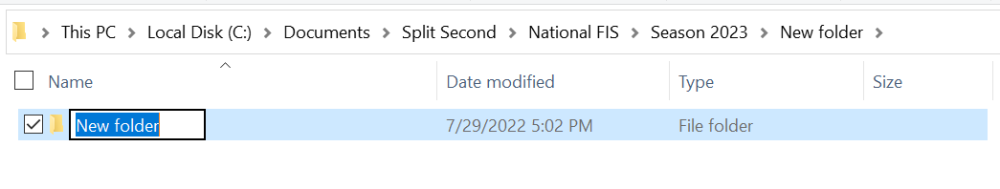 This PC > Local Disk (C:) > Documents > Split Second > National FIS > Season 2023 > New folder >
Name Date modified Type Size
New folder 7/29/2022 5:02 PM File folder